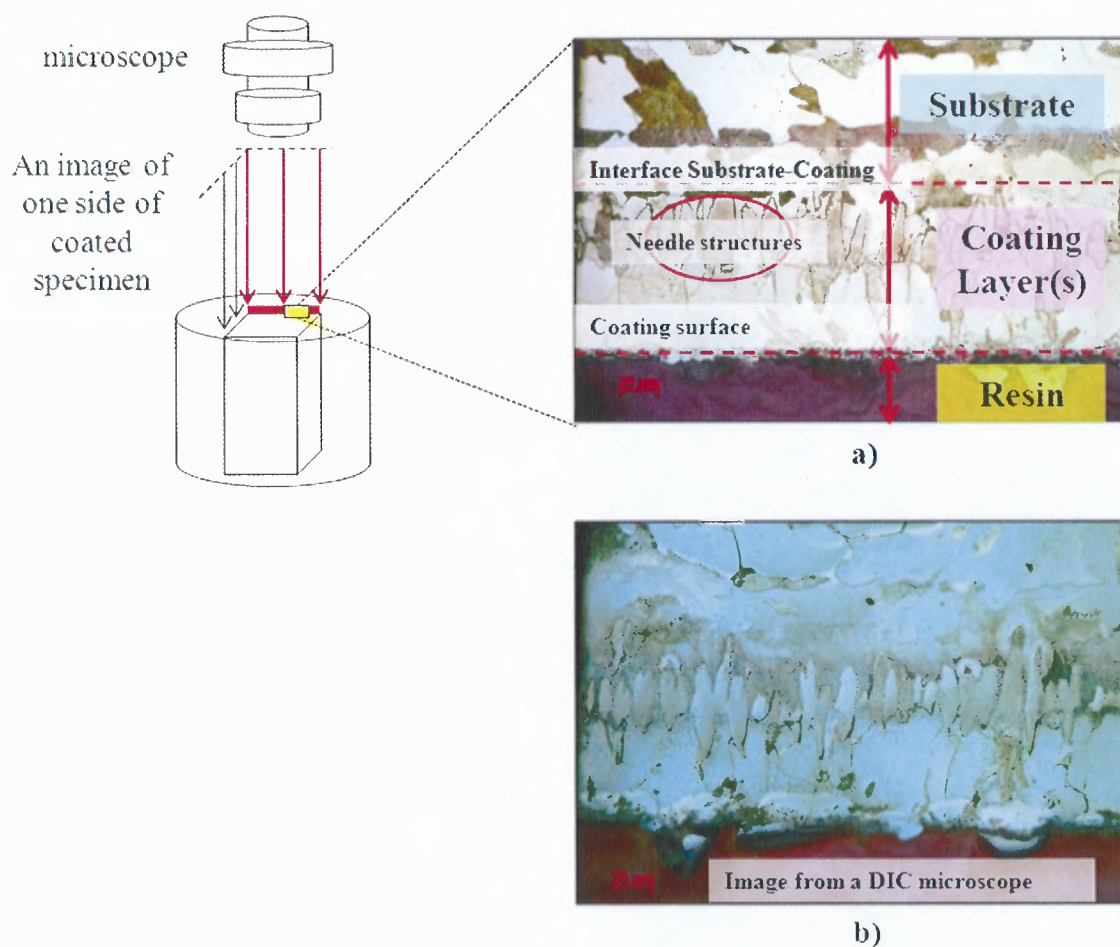 microscope
An image of
one side of
coated
specimen
Substrate
Interface Substrate-Coating
Needle structures
Coating
Layer(s)
Coating surface
Resin
a)
Image from a DIC microscope
b)